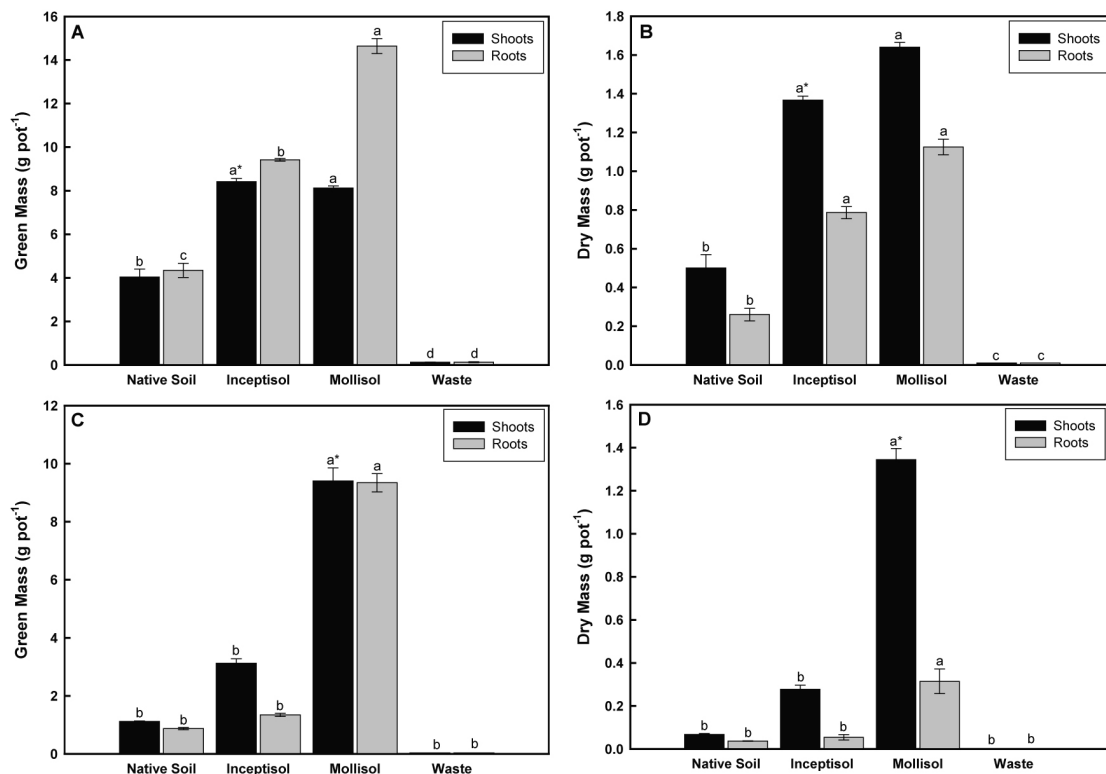 A
Shoots
Roots
Green Mass (g pot⁻¹)
16
14
12
10
8
6
4
2
0
b
c
a*
b
a
a
d
d
Native Soil
Inceptisol
Mollisol
Waste
B
Shoots
Roots
Dry Mass (g pot⁻¹)
1.8
1.6
1.4
1.2
1.0
0.8
0.6
0.4
0.2
0.0
b
b
a*
a
a
a
c
c
Native Soil
Inceptisol
Mollisol
Waste
C
Shoots
Roots
Green Mass (g pot⁻¹)
12
10
8
6
4
2
0
b
b
b
b
a*
a
b
b
Native Soil
Inceptisol
Mollisol
Waste
D
Shoots
Roots
Dry Mass (g pot⁻¹)
1.6
1.4
1.2
1.0
0.8
0.6
0.4
0.2
0.0
b
b
b
b
a*
a
b
b
Native Soil
Inceptisol
Mollisol
Waste